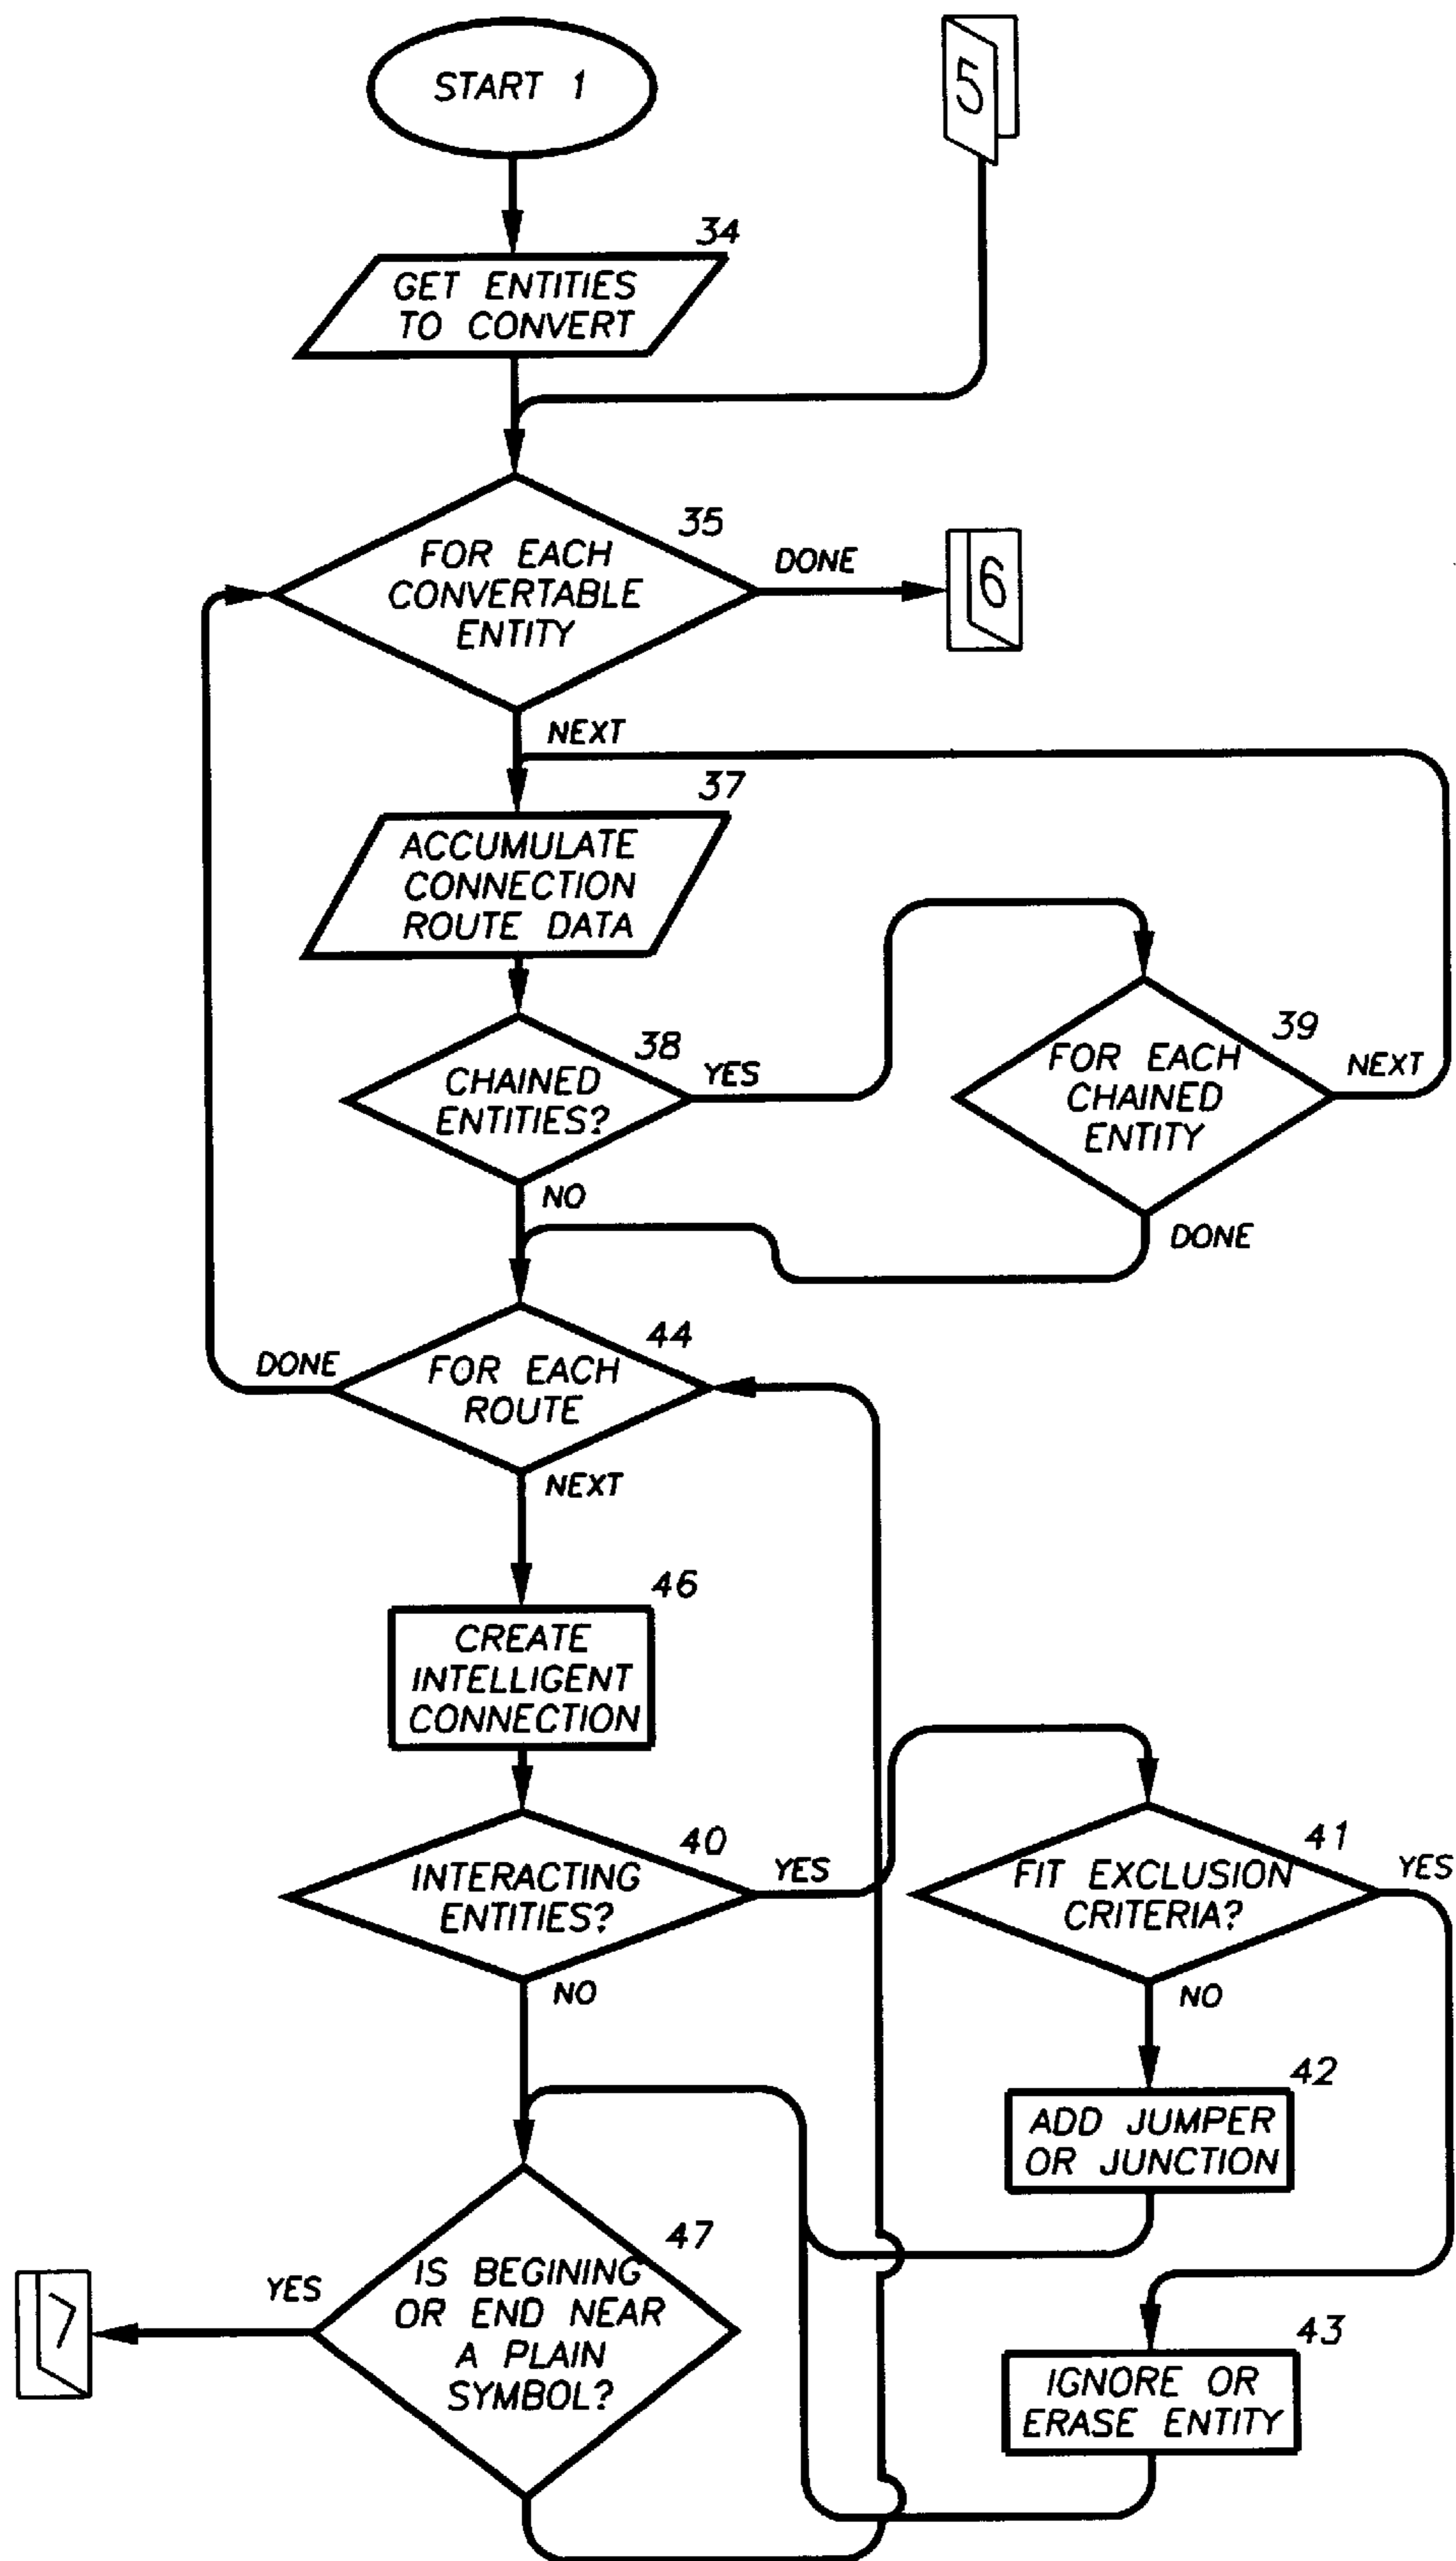 START 1
5
34
GET ENTITIES
TO CONVERT
35
FOR EACH
CONVERTABLE
ENTITY
DONE
6
NEXT
37
ACCUMULATE
CONNECTION
ROUTE DATA
38
CHAINED
ENTITIES?
YES
39
FOR EACH
CHAINED
ENTITY
NEXT
NO
DONE
44
FOR EACH
ROUTE
DONE
NEXT
46
CREATE
INTELLIGENT
CONNECTION
40
INTERACTING
ENTITIES?
YES
41
FIT EXCLUSION
CRITERIA?
YES
NO
NO
42
ADD JUMPER
OR JUNCTION
47
IS BEGINING
OR END NEAR
A PLAIN
SYMBOL?
YES
7
43
IGNORE OR
ERASE ENTITY